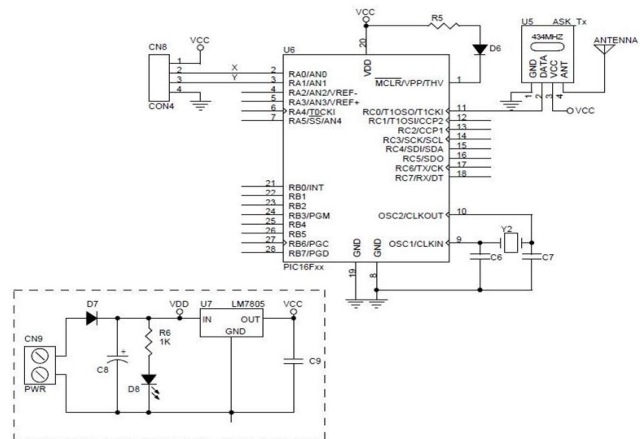 VCC
R5
U5
ASK_Tx
434MHZ
ANTENNA
D6
GND
DATA
VCC
ANT
1
2
3
4
VCC
CN8
VCC
1
2
3
4
CON4
X
Y
U6
20
VDD
2 RA0/AN0
3 RA1/AN1
4 RA2/AN2/VREF-
5 RA3/AN3/VREF+
6 RA4/T0CKI
7 RA5/SS/AN4
MCLR/VPP/THV 1
RC0/T1OSO/T1CKI 11
RC1/T1OSI/CCP2 12
RC2/CCP1 13
RC3/SCK/SCL 14
RC4/SDI/SDA 15
RC5/SDO 16
RC6/TX/CK 17
RC7/RX/DT 18
21 RB0/INT
22 RB1
23 RB2
24 RB3/PGM
25 RB4
26 RB5
27 RB6/PGC
28 RB7/PGD
OSC2/CLKOUT 10
OSC1/CLKIN 9
Y2
C6
C7
GND
GND
19
8
PIC16Fxx
D7
VDD
U7
LM7805
VCC
IN
OUT
GND
CN9
PWR
C8
+
R6
1K
D8
C9